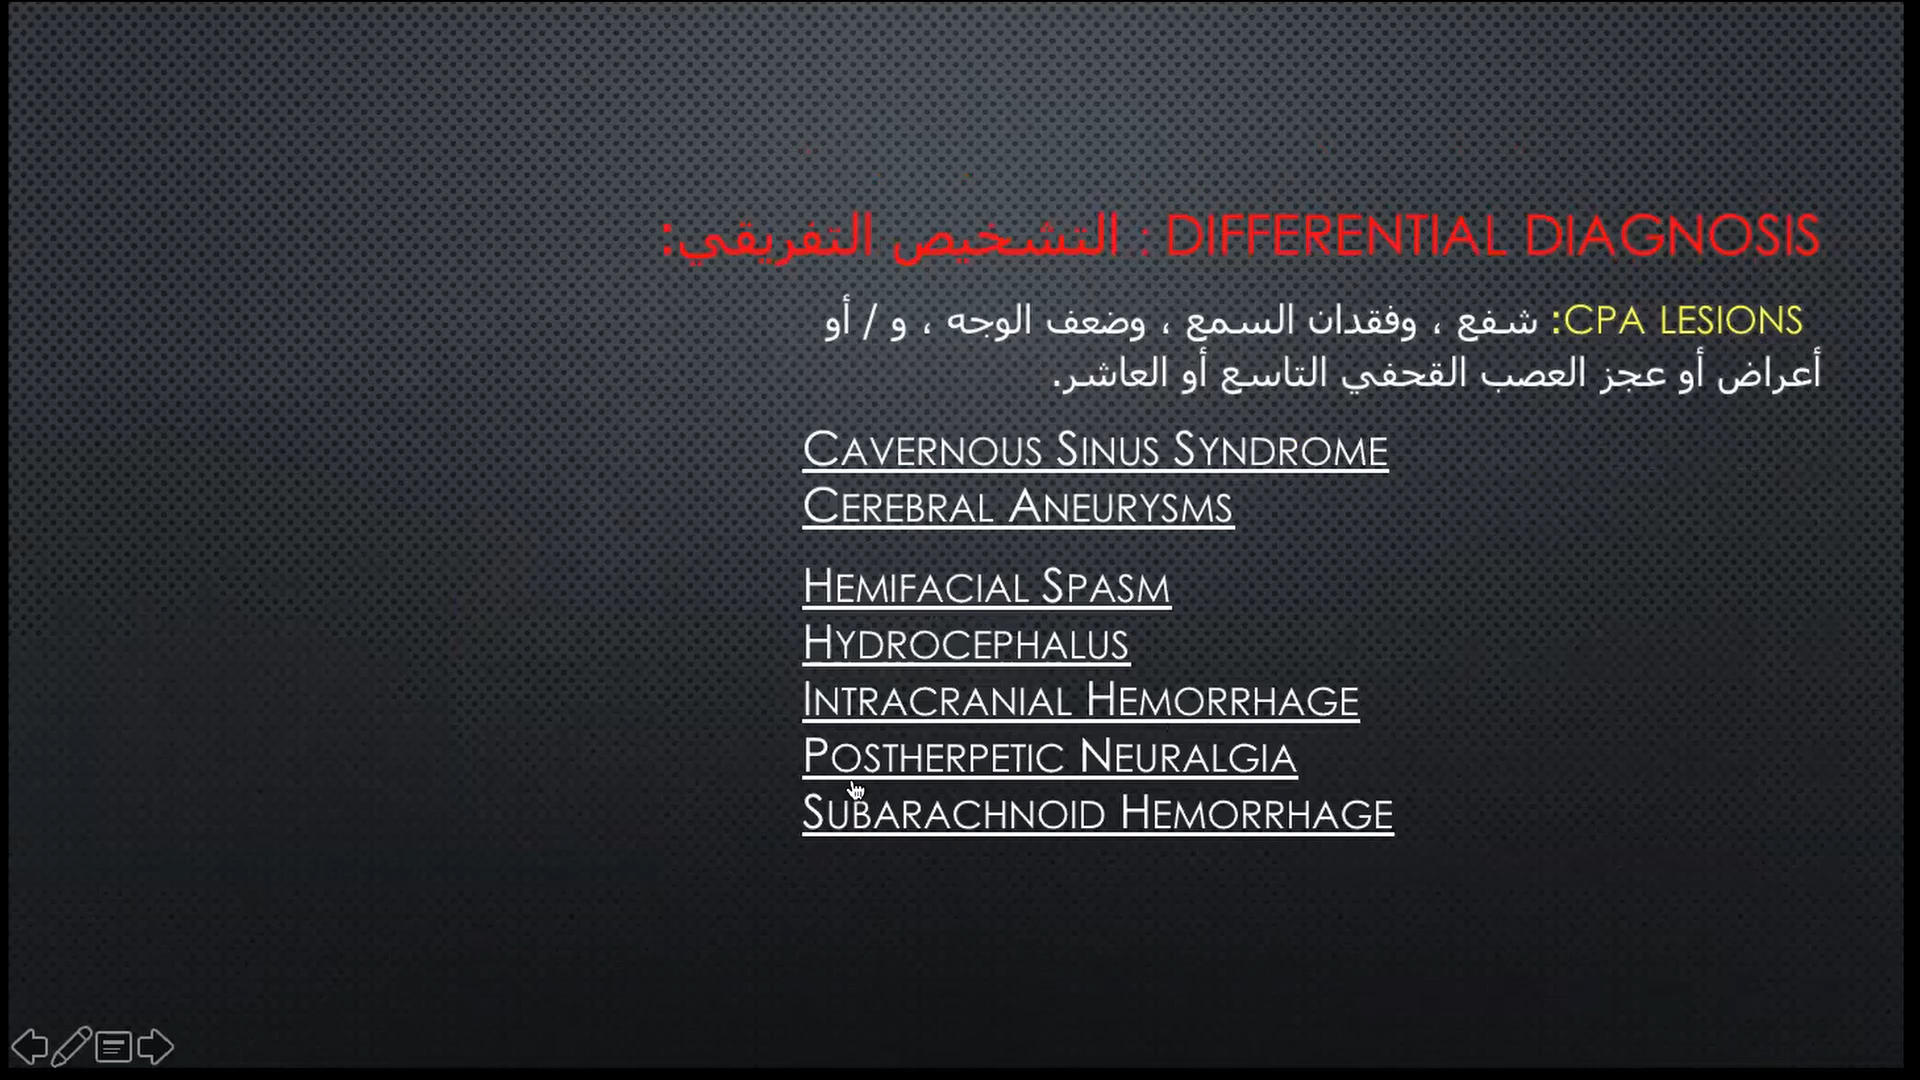 DIFFERENTIAL DIAGNOSIS : التشخيص التفريقي:
CPA LESIONS: شفع ، وفقدان السمع ، وضعف الوجه ، و / أو
أعراض أو عجز العصب القحفي التاسع أو العاشر.
CAVERNOUS SINUS SYNDROME
CEREBRAL ANEURYSMS
HEMIFACIAL SPASM
HYDROCEPHALUS
INTRACRANIAL HEMORRHAGE
POSTHERPETIC NEURALGIA
SUBARACHNOID HEMORRHAGE